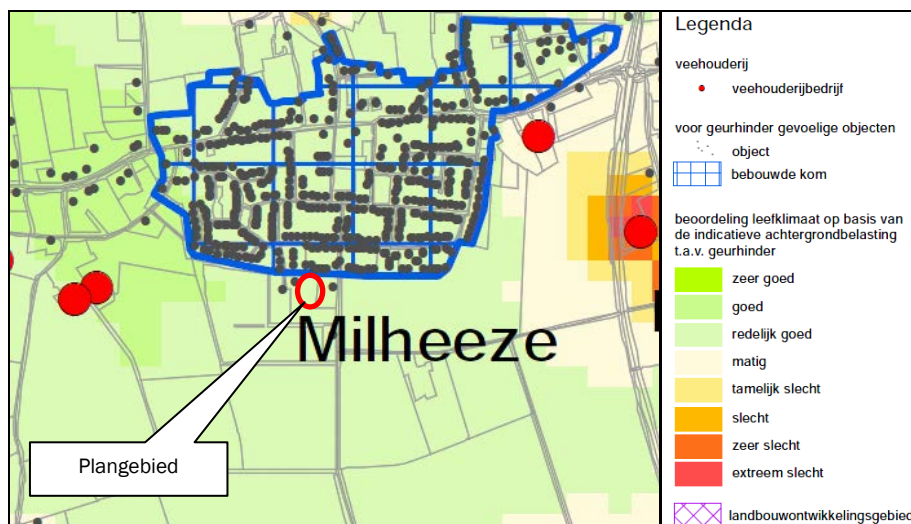 Milheeze
Plangebied
Legenda
veehouderij
veehouderijbedrijf
voor geurhinder gevoelige objecten
object
bebouwde kom
beoordeling leefklimaat op basis van
de indicatieve achtergrondbelasting
t.a.v. geurhinder
zeer goed
goed
redelijk goed
matig
tamelijk slecht
slecht
zeer slecht
extreem slecht
landbouwontwikkelingsgebied